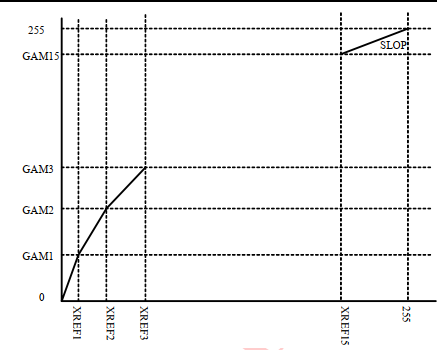 255
GAM15
SLOP
GAM3
GAM2
GAM1
0
XREF1
XREF2
XREF3
XREF15
255